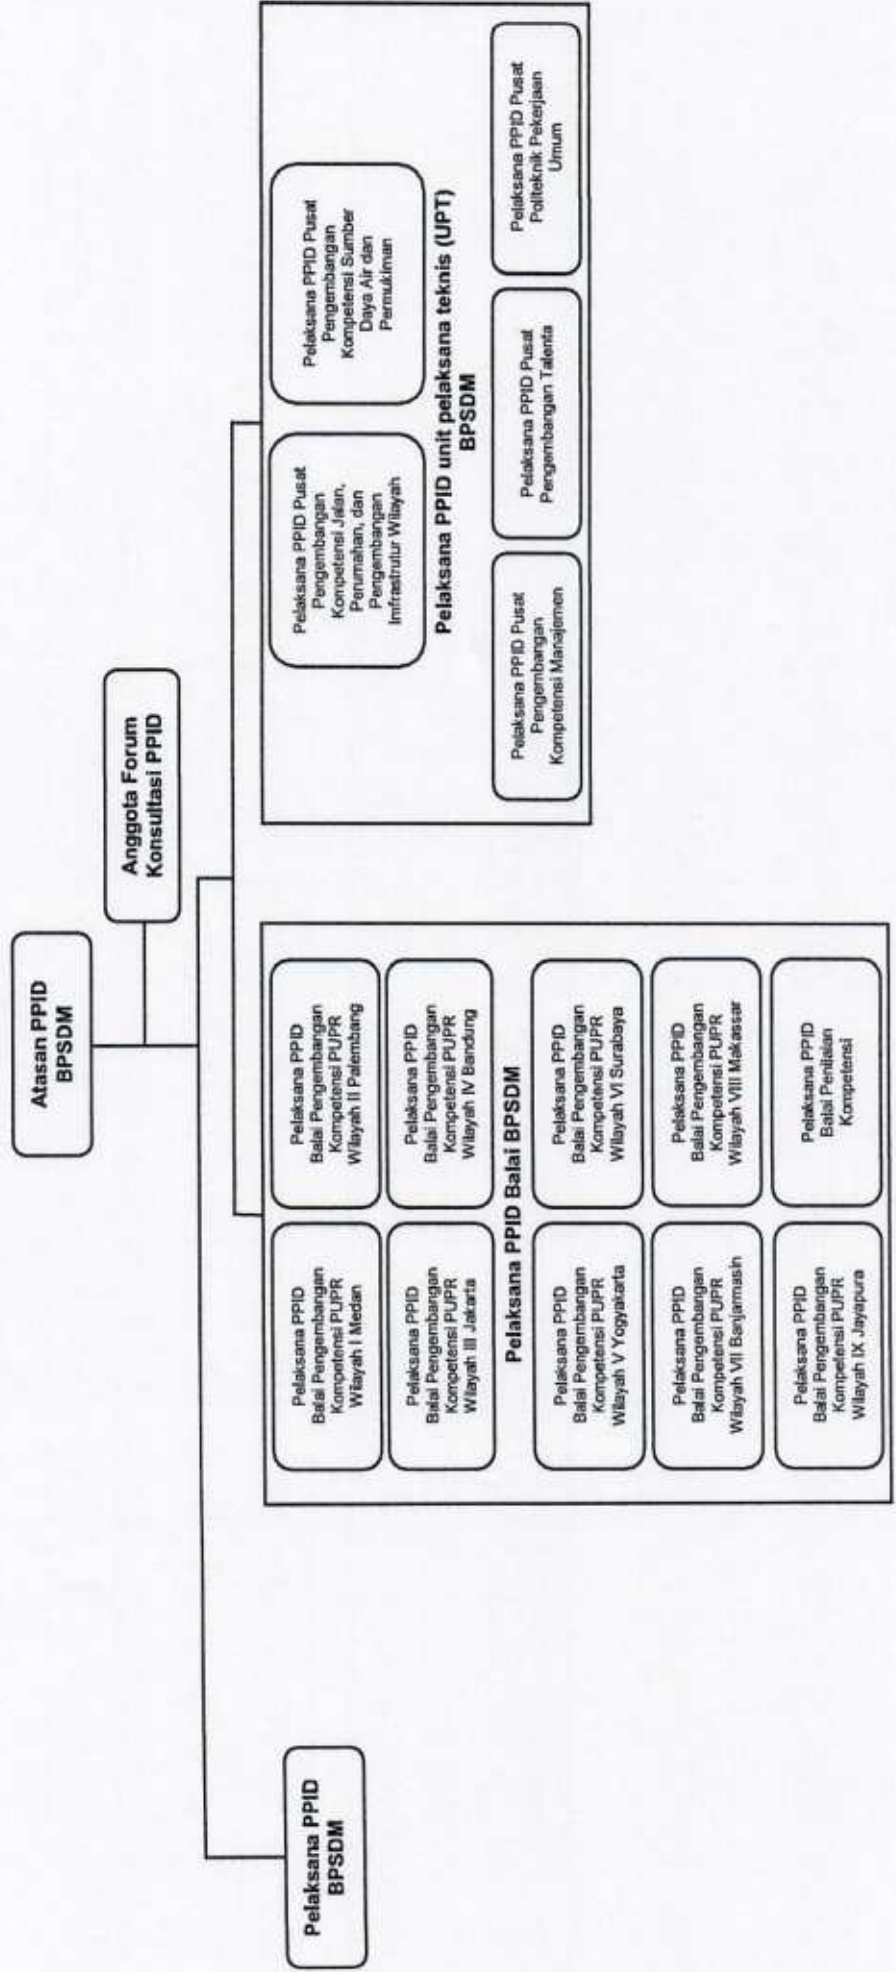 Atasan PPID
BPSDM
Anggota Forum
Konsultasi PPID
Pelaksana PPID
BPSDM
Pelaksana PPID
Balai Pengembangan
Kompetensi PUPR
Wilayah I Medan
Pelaksana PPID
Balai Pengembangan
Kompetensi PUPR
Wilayah II Palembang
Pelaksana PPID
Balai Pengembangan
Kompetensi PUPR
Wilayah III Jakarta
Pelaksana PPID
Balai Pengembangan
Kompetensi PUPR
Wilayah IV Bandung
Pelaksana PPID Balai BPSDM
Pelaksana PPID
Balai Pengembangan
Kompetensi PUPR
Wilayah V Yogyakarta
Pelaksana PPID
Balai Pengembangan
Kompetensi PUPR
Wilayah VI Surabaya
Pelaksana PPID
Balai Pengembangan
Kompetensi PUPR
Wilayah VII Banjarmasin
Pelaksana PPID
Balai Pengembangan
Kompetensi PUPR
Wilayah VIII Makassar
Pelaksana PPID
Balai Pengembangan
Kompetensi PUPR
Wilayah IX Jayapura
Pelaksana PPID
Balai Penilaian
Kompetensi
Pelaksana PPID Pusat
Pengembangan
Kompetensi Jalan,
Perumahan, dan
Pengembangan
Imfrastrutur Wilayah
Pelaksana PPID Pusat
Pengembangan
Kompetensi Sumber
Daya Air dan
Permukiman
Pelaksana PPID unit pelaksana teknis (UPT)
BPSDM
Pelaksana PPID Pusat
Pengembangan
Kompetensi Manajemen
Pelaksana PPID Pusat
Pengembangan Talenta
Pelaksana PPID Pusat
Politeknik Pekerjaan
Umum